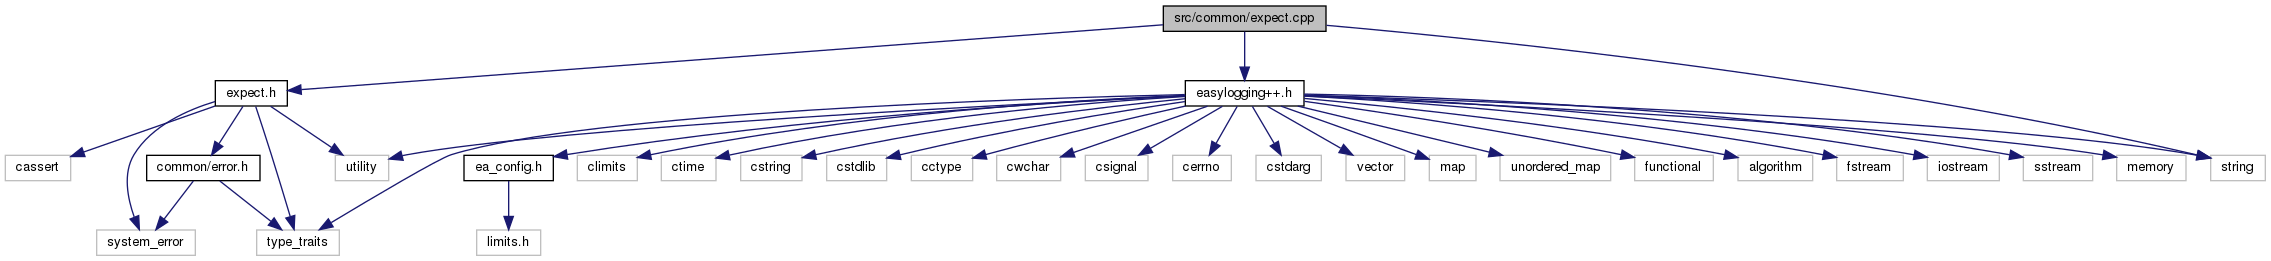 src/common/expect.cpp
expect.h
easylogging++.h
cassert
common/error.h
utility
ea_config.h
climits
ctime
cstring
cstdlib
cctype
cwchar
csignal
cerrno
cstdarg
vector
map
unordered_map
functional
algorithm
fstream
iostream
sstream
memory
string
system_error
type_traits
limits.h